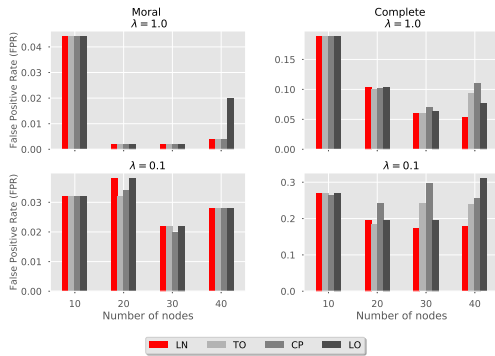 Moral
λ = 1.0
Complete
λ = 1.0
False Positive Rate (FPR)
0.04
0.03
0.02
0.01
0.00
0.15
0.10
0.05
0.00
λ = 0.1
λ = 0.1
False Positive Rate (FPR)
0.03
0.02
0.01
0.00
0.3
0.2
0.1
0.0
10 20 30 40
10 20 30 40
Number of nodes
Number of nodes
LN TO CP LO